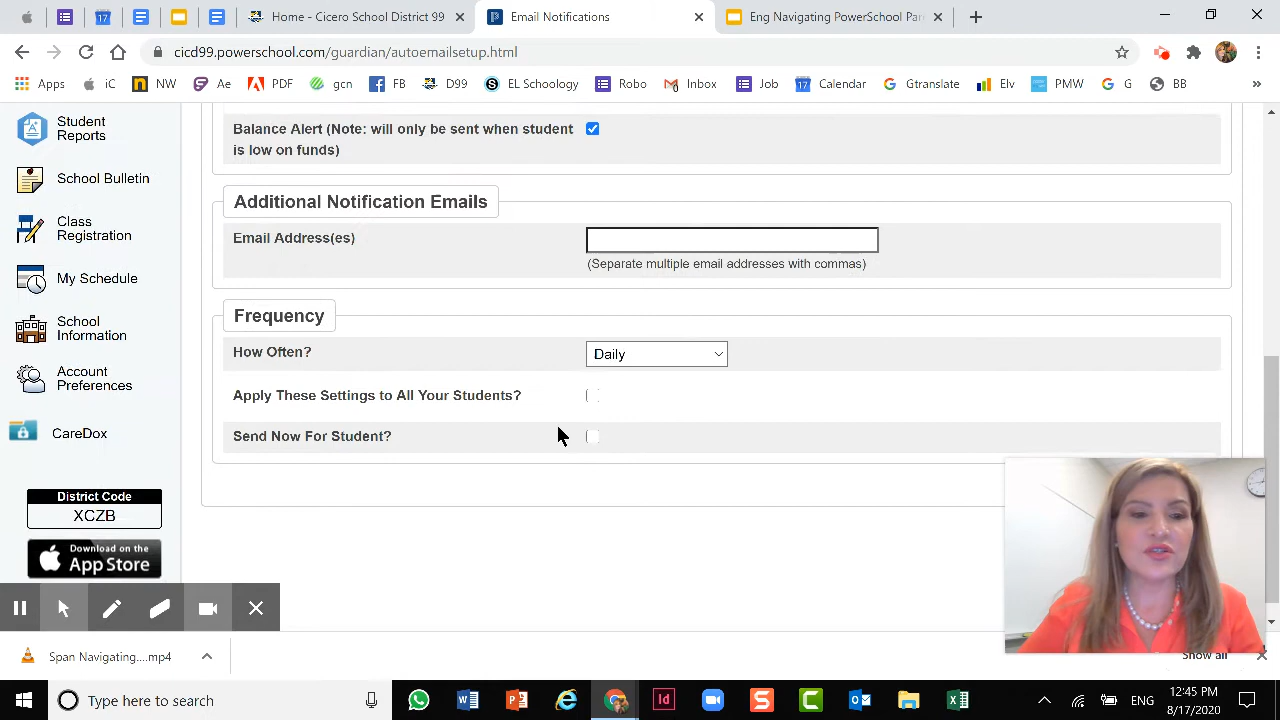 Home - Cicero School District 99
Email Notifications
Eng Navigating PowerSchool P
cicd99.powerschool.com/guardian/autoemailsetup.html
Apps iC NW Ae PDF gcn FB D99 EL Schoology Robo Inbox Job Calendar Gtranslate Elv PMW G BB »
Student
Reports
School Bulletin
Class
Registration
My Schedule
School
Information
Account
Preferences
CareDox
District Code
XCZB
Download on the
App Store
Balance Alert (Note: will only be sent when student
is low on funds)
Additional Notification Emails
Email Address(es)
(Separate multiple email addresses with commas)
Frequency
How Often?
Daily
Apply These Settings to All Your Students?
Send Now For Student?
Span Navigating....mp4
Show all
Type here to search
ENG
12:45 PM
8/17/2020